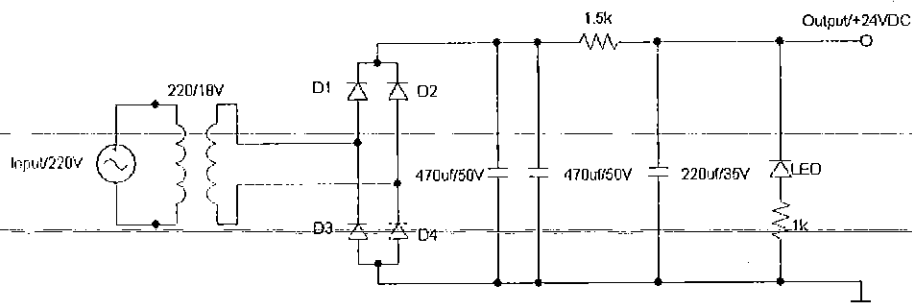 1.5k
Output/+24VDC
220/18V
D1
D2
Input/220V
470uf/50V
470uf/50V
220uf/35V
LED
D3
D4
1k